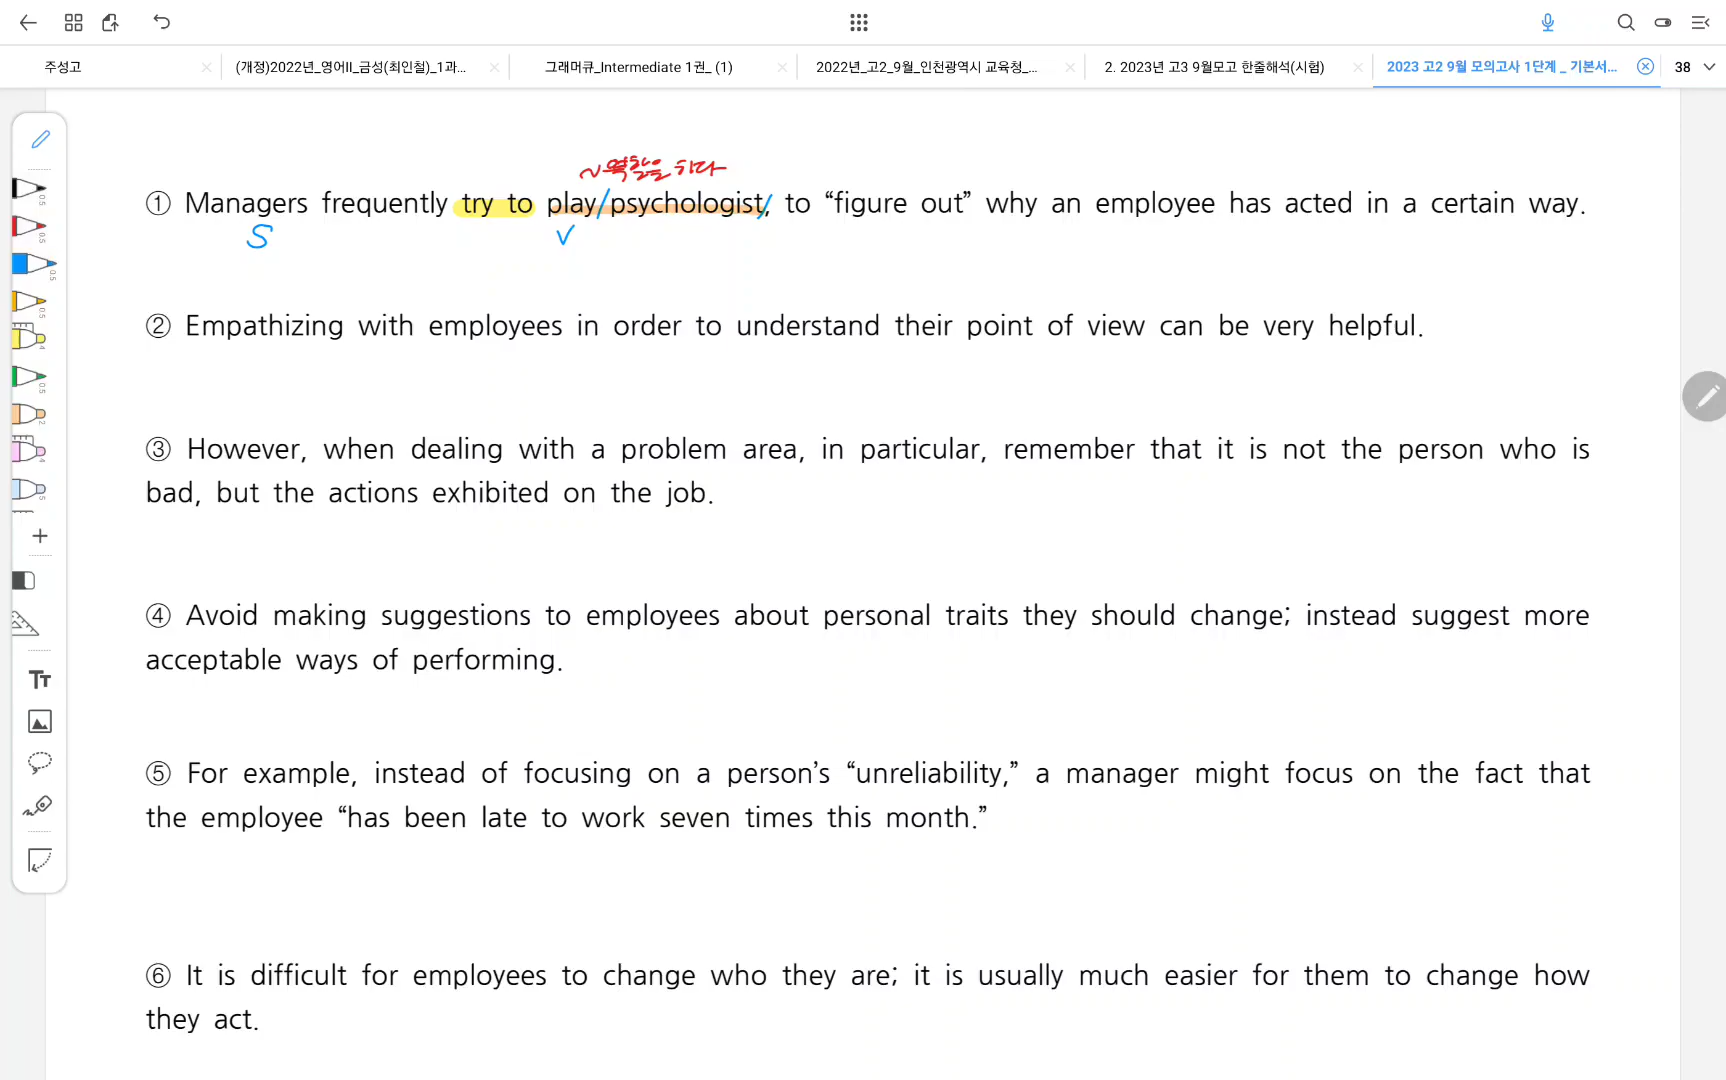 주성고
(개정)2022년_영어II_금성(최인철)_1과...
그래머큐_Intermediate 1권_ (1)
2022년_고2_9월_인천광역시 교육청_...
2. 2023년 고3 9월모고 한줄해석(시험)
2023 고2 9월 모의고사 1단계 _ 기본서...
38
~역할을 하다
① Managers frequently try to play/psychologist,/ to “figure out” why an employee has acted in a certain way.
S V
② Empathizing with employees in order to understand their point of view can be very helpful.
③ However, when dealing with a problem area, in particular, remember that it is not the person who is
bad, but the actions exhibited on the job.
④ Avoid making suggestions to employees about personal traits they should change; instead suggest more
acceptable ways of performing.
⑤ For example, instead of focusing on a person’s “unreliability,” a manager might focus on the fact that
the employee “has been late to work seven times this month.”
⑥ It is difficult for employees to change who they are; it is usually much easier for them to change how
they act.
Tт